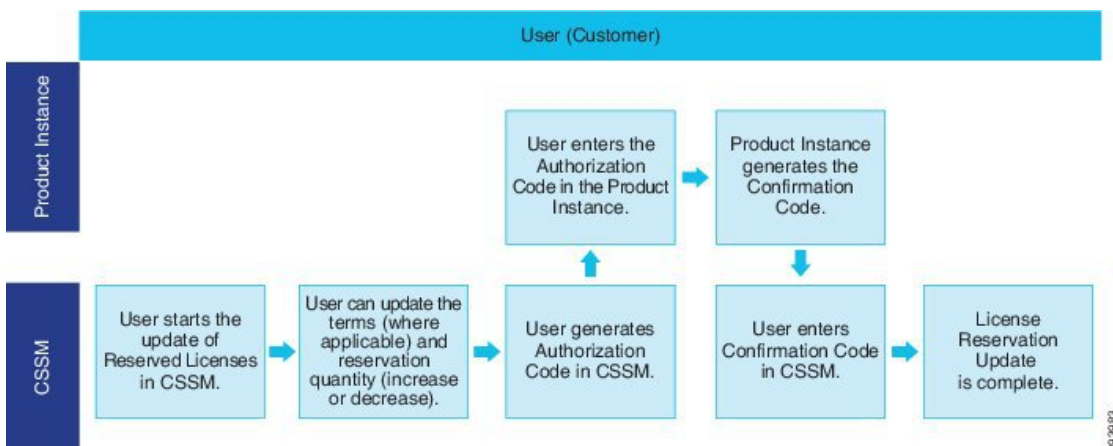 User (Customer)
Product Instance
User enters the
Authorization
Code in the Product
Instance.
Product Instance
generates the
Confirmation
Code.
CSSM
User starts the
update of
Reserved Licenses
in CSSM.
User can update the
terms (where
applicable) and
reservation
quantity (increase
or decrease).
User generates
Authorization
Code in CSSM.
User enters
Confirmation Code
in CSSM.
License
Reservation
Update
is complete.